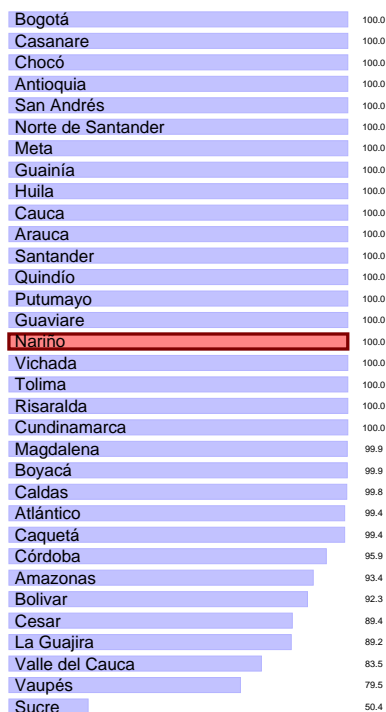 Bogotá 100.0
Casanare 100.0
Chocó 100.0
Antioquia 100.0
San Andrés 100.0
Norte de Santander 100.0
Meta 100.0
Guainía 100.0
Huila 100.0
Cauca 100.0
Arauca 100.0
Santander 100.0
Quindío 100.0
Putumayo 100.0
Guaviare 100.0
Nariño 100.0
Vichada 100.0
Tolima 100.0
Risaralda 100.0
Cundinamarca 100.0
Magdalena 99.9
Boyacá 99.9
Caldas 99.8
Atlántico 99.4
Caquetá 99.4
Córdoba 95.9
Amazonas 93.4
Bolivar 92.3
Cesar 89.4
La Guajira 89.2
Valle del Cauca 83.5
Vaupés 79.5
Sucre 50.4